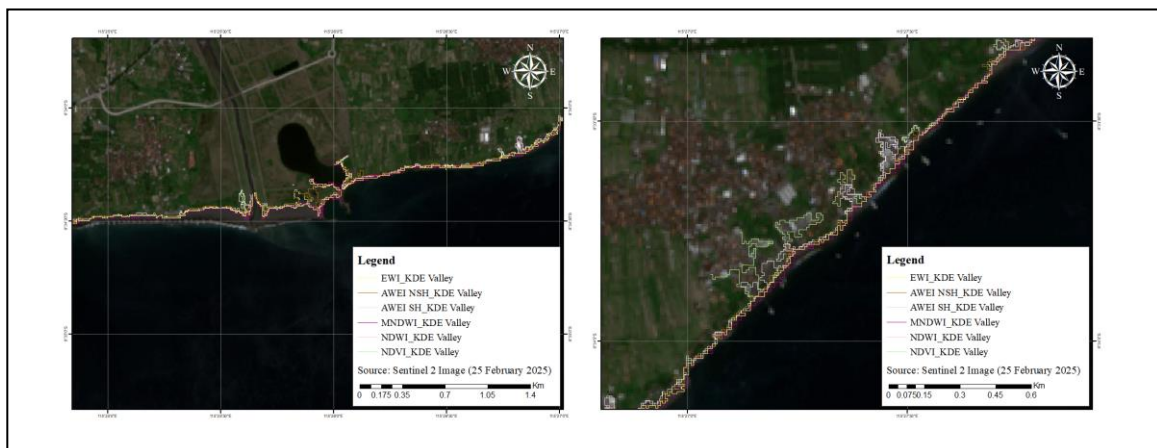 N
W E
S
Legend
EWI_KDE Valley
AWEI NSH_KDE Valley
AWEI SH_KDE Valley
MNDWI_KDE Valley
NDWI_KDE Valley
NDVI_KDE Valley
Source: Sentinel 2 Image (25 February 2025)
Km
0 0.175 0.35 0.7 1.05 1.4
N
W E
S
Legend
EWI_KDE Valley
AWEI NSH_KDE Valley
AWEI SH_KDE Valley
MNDWI_KDE Valley
NDWI_KDE Valley
NDVI_KDE Valley
Source: Sentinel 2 Image (25 February 2025)
Km
0 0.0750.15 0.3 0.45 0.6